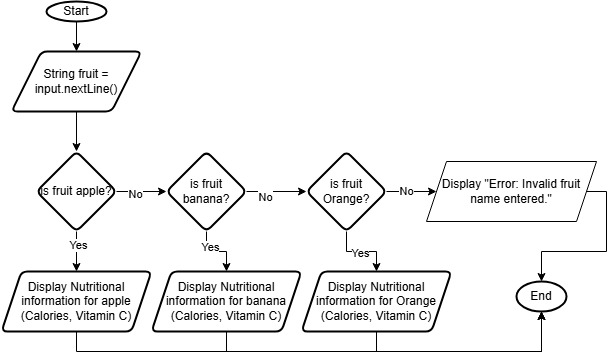 Start
String fruit =
input.nextLine()
is fruit apple?
No
is fruit
banana?
No
is fruit
Orange?
No
Display "Error: Invalid fruit
name entered."
Yes
Yes
Yes
Display Nutritional
information for apple
(Calories, Vitamin C)
Display Nutritional
information for banana
(Calories, Vitamin C)
Display Nutritional
information for Orange
(Calories, Vitamin C)
End